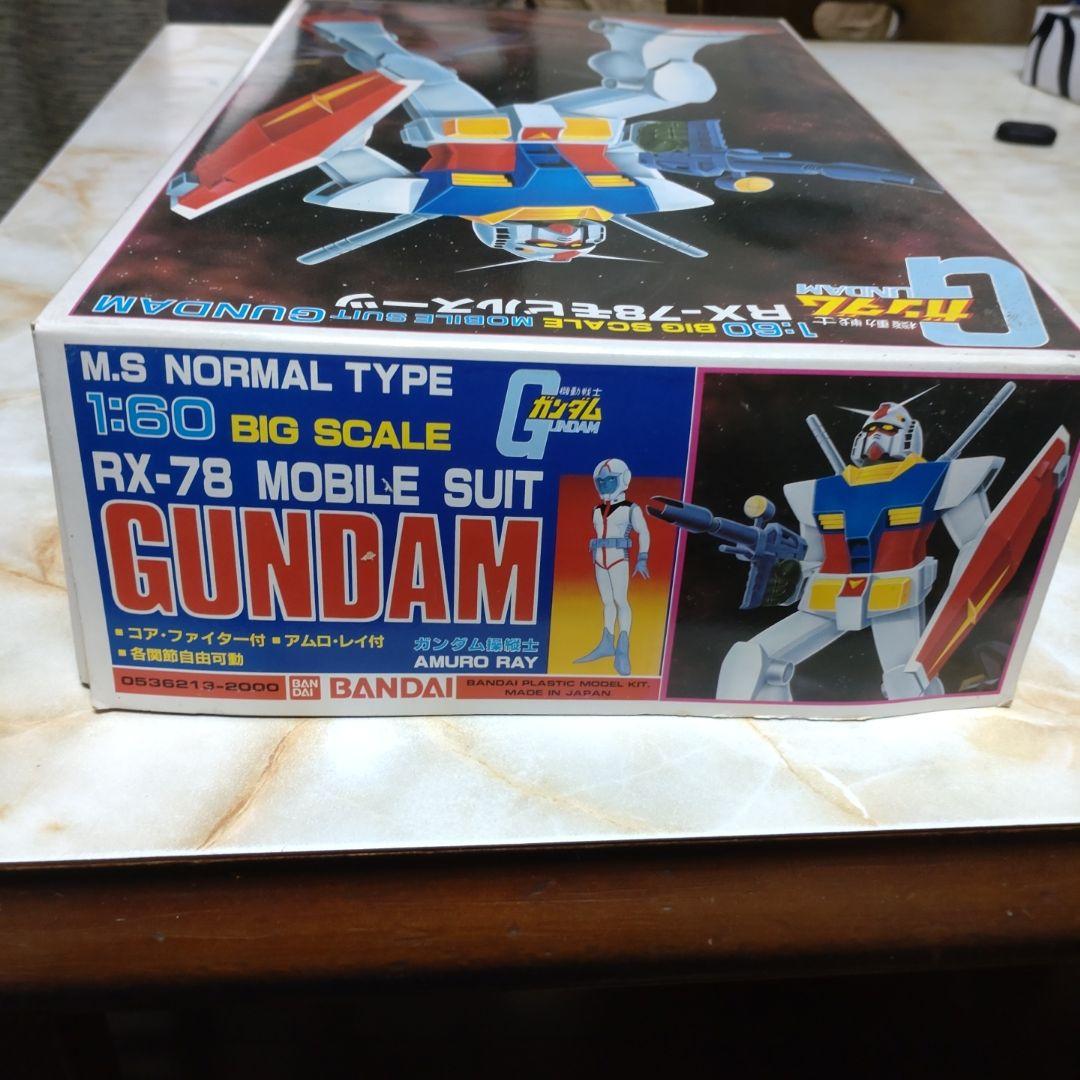 機動戦士
ガンダム
GUNDAM
1:60 BIG SCALE MOBILE SUIT GUNDAM
RX-78モビルスーツ
M.S NORMAL TYPE
1:60 BIG SCALE
機動戦士
ガンダム
GUNDAM
RX-78 MOBILE SUIT
GUNDAM
▪コア・ファイター付 ▪アムロ・レイ付
▪各関節自由可動
ガンダム操縦士
AMURO RAY
0536213-2000 BAN DAI BANDAI BANDAI PLASTIC MODEL KIT.
MADE IN JAPAN